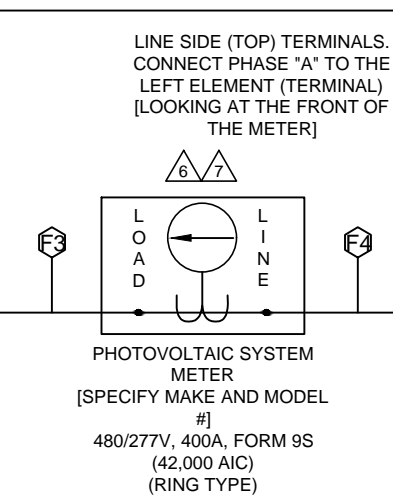 LINE SIDE (TOP) TERMINALS.
CONNECT PHASE "A" TO THE
LEFT ELEMENT (TERMINAL)
[LOOKING AT THE FRONT OF
THE METER]
6 7
F3
LOAD
LINE
F4
PHOTOVOLTAIC SYSTEM
METER
[SPECIFY MAKE AND MODEL
#]
480/277V, 400A, FORM 9S
(42,000 AIC)
(RING TYPE)